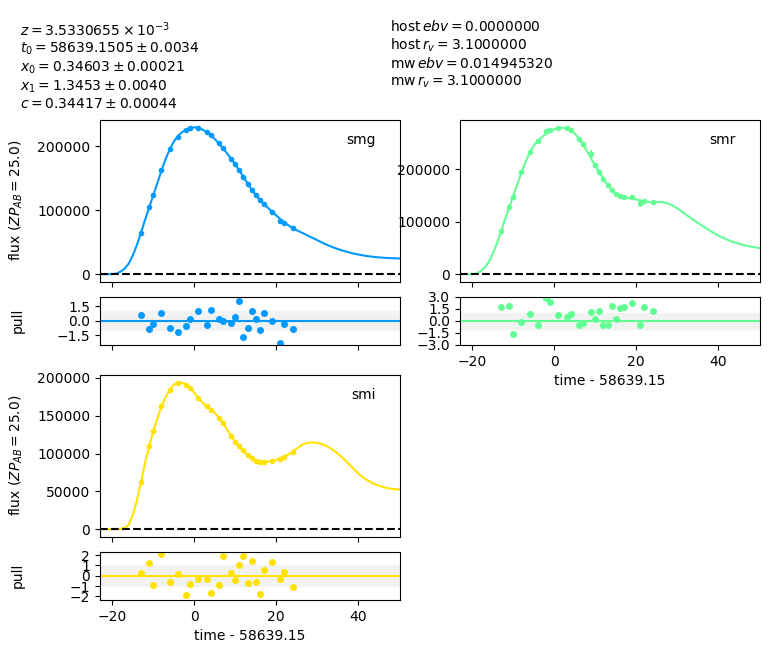 z = 3.5330655 × 10⁻³
t₀ = 58639.1505 ± 0.0034
x₀ = 0.34603 ± 0.00021
x₁ = 1.3453 ± 0.0040
c = 0.34417 ± 0.00044
host ebv = 0.0000000
host r_v = 3.1000000
mw ebv = 0.014945320
mw r_v = 3.1000000
smg
flux (ZP_AB = 25.0)
200000
100000
0
pull
1.5
0.0
−1.5
smr
200000
100000
0
3.0
1.5
0.0
−1.5
−3.0
−20 0 20 40
time - 58639.15
smi
flux (ZP_AB = 25.0)
200000
150000
100000
50000
0
pull
2
1
0
−1
−2
−20 0 20 40
time - 58639.15